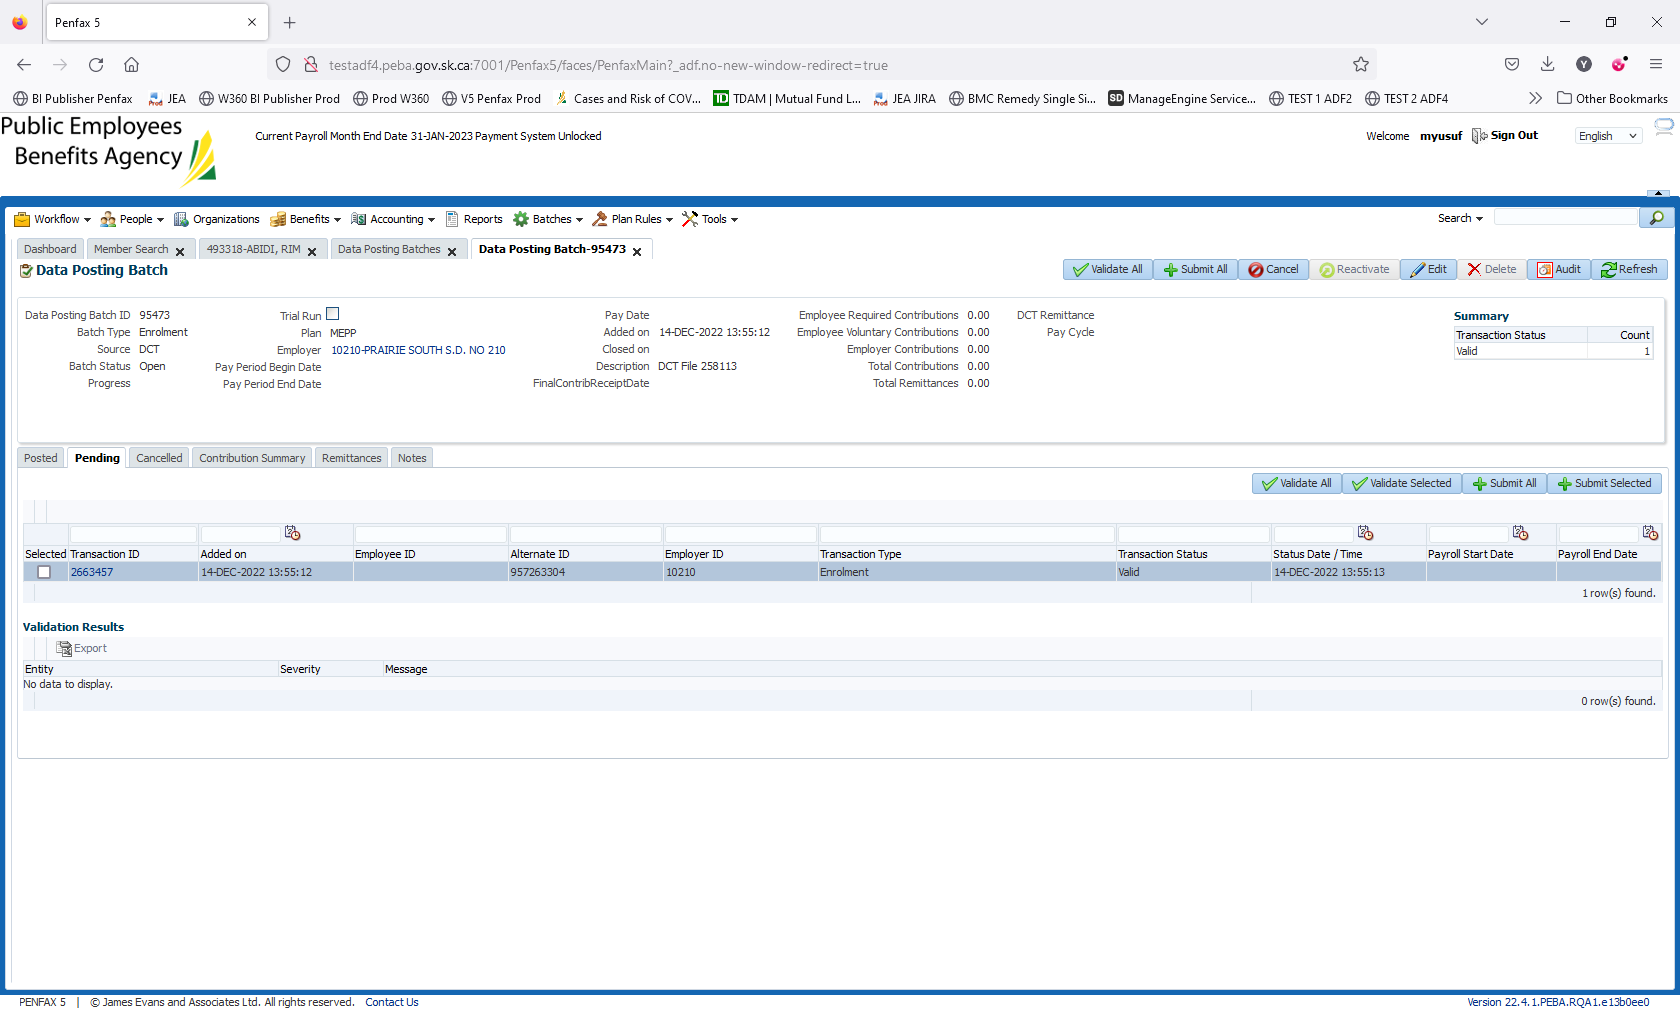 Penfax 5
testadf4.peba.gov.sk.ca:7001/Penfax5/faces/PenfaxMain?_adf.no-new-window-redirect=true
Y
BI Publisher Penfax JEA W360 BI Publisher Prod Prod W360 V5 Penfax Prod Cases and Risk of COV... TD TDAM | Mutual Fund L... JEA JIRA BMC Remedy Single Si... SD ManageEngine Service... TEST 1 ADF2 TEST 2 ADF4 Other Bookmarks
Public Employees
Benefits Agency
Current Payroll Month End Date 31-JAN-2023 Payment System Unlocked
Welcome myusuf Sign Out English
Workflow People Organizations Benefits Accounting Reports Batches Plan Rules Tools Search
Dashboard Member Search 493318-ABIDI, RIM Data Posting Batches Data Posting Batch-95473
Data Posting Batch
Validate All Submit All Cancel Reactivate Edit Delete Audit Refresh
Data Posting Batch ID 95473 Trial Run Pay Date Employee Required Contributions 0.00 DCT Remittance Summary
Batch Type Enrolment Plan MEPP Added on 14-DEC-2022 13:55:12 Employee Voluntary Contributions 0.00 Pay Cycle Transaction Status Count
Source DCT Employer 10210-PRAIRIE SOUTH S.D. NO 210 Closed on Employer Contributions 0.00 Valid 1
Batch Status Open Pay Period Begin Date Description DCT File 258113 Total Contributions 0.00
Progress Pay Period End Date FinalContribReceiptDate Total Remittances 0.00
Posted Pending Cancelled Contribution Summary Remittances Notes
Validate All Validate Selected Submit All Submit Selected
Selected Transaction ID Added on Employee ID Alternate ID Employer ID Transaction Type Transaction Status Status Date / Time Payroll Start Date Payroll End Date
2663457 14-DEC-2022 13:55:12 957263304 10210 Enrolment Valid 14-DEC-2022 13:55:13
1 row(s) found.
Validation Results
Export
Entity Severity Message
No data to display.
0 row(s) found.
PENFAX 5 | © James Evans and Associates Ltd. All rights reserved. Contact Us Version 22.4.1.PEBA.RQA1.e13b0ee0